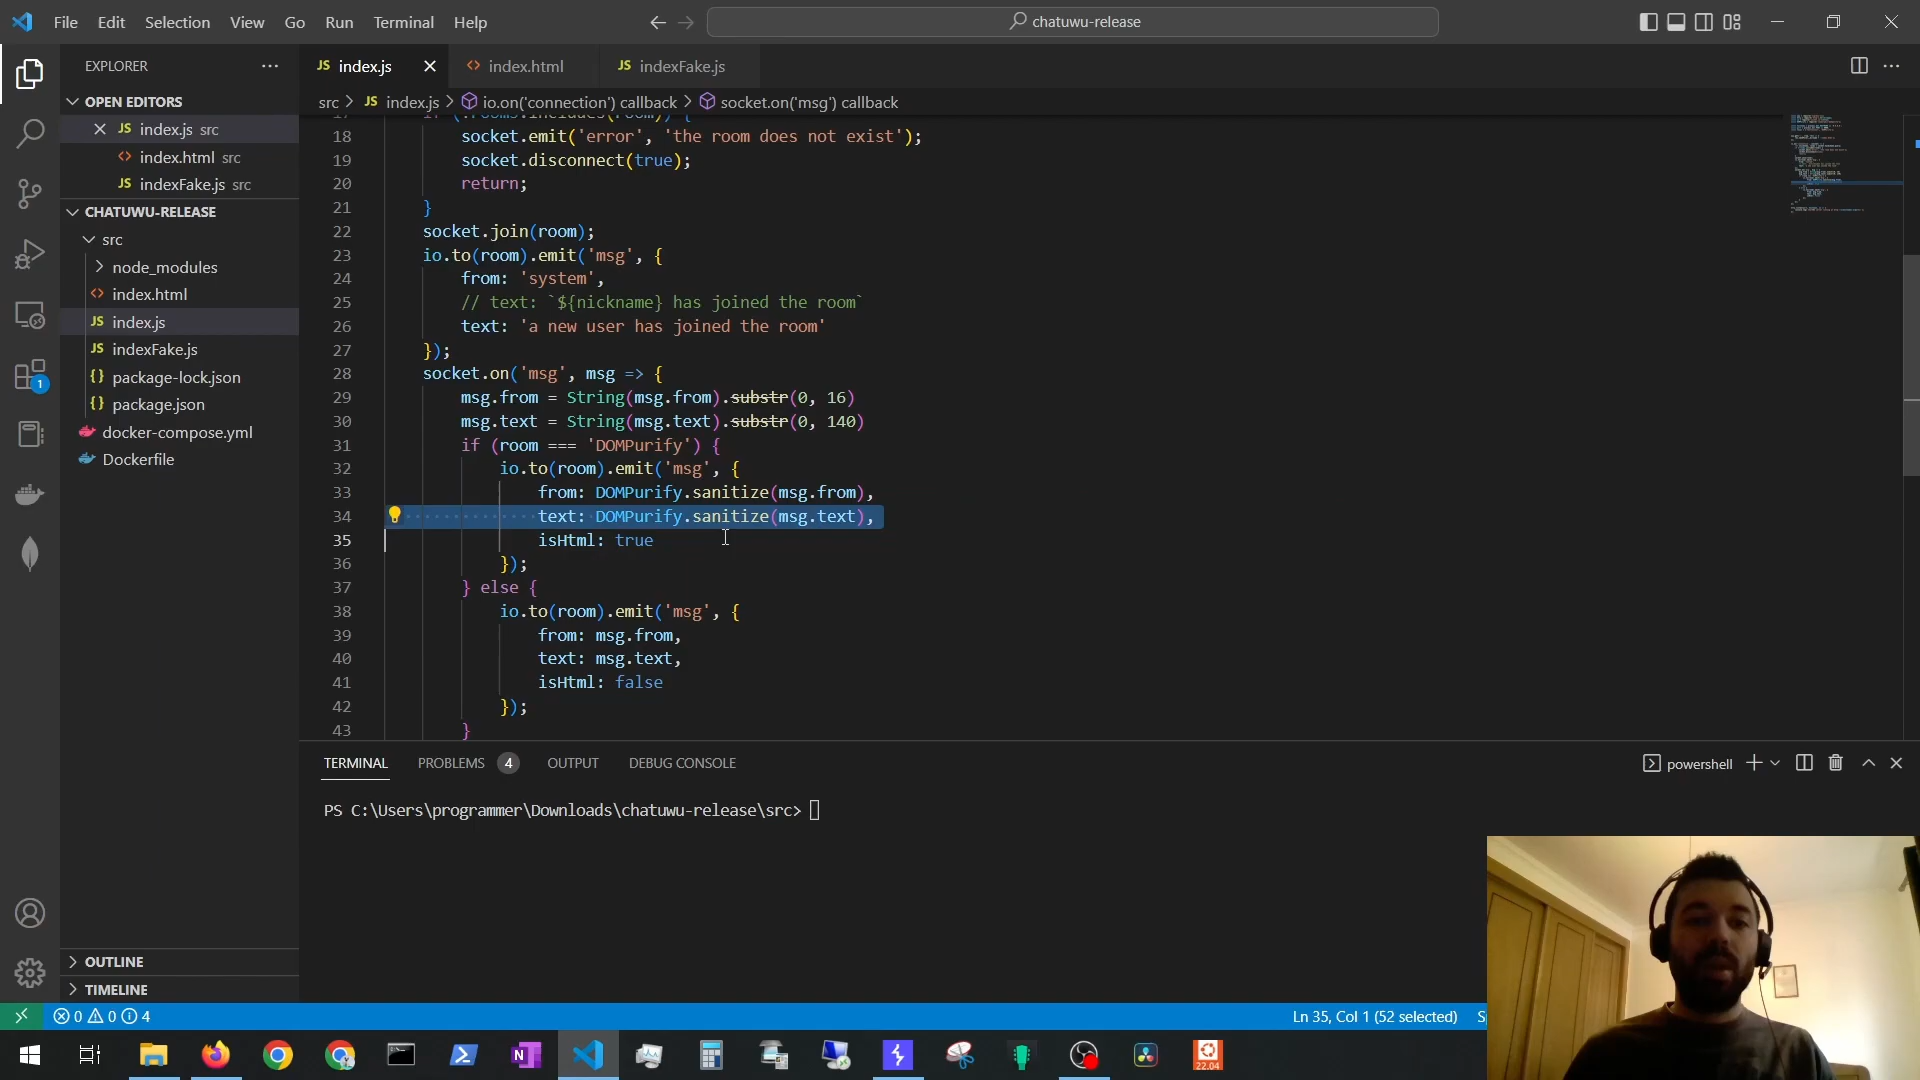 File Edit Selection View Go Run Terminal Help
chatuwu-release
EXPLORER
OPEN EDITORS
JS index.js src
<> index.html src
JS indexFake.js src
CHATUWU-RELEASE
src
node_modules
<> index.html
JS index.js
JS indexFake.js
{} package-lock.json
{} package.json
docker-compose.yml
Dockerfile
1
OUTLINE
TIMELINE
JS index.js
<> index.html
JS indexFake.js
src > JS index.js > io.on('connection') callback > socket.on('msg') callback
18 socket.emit('error', 'the room does not exist');
19 socket.disconnect(true);
20 return;
21 }
22 socket.join(room);
23 io.to(room).emit('msg', {
24 from: 'system',
25 // text: `${nickname} has joined the room`
26 text: 'a new user has joined the room'
27 });
28 socket.on('msg', msg => {
29 msg.from = String(msg.from).substr(0, 16)
30 msg.text = String(msg.text).substr(0, 140)
31 if (room === 'DOMPurify') {
32 io.to(room).emit('msg', {
33 from: DOMPurify.sanitize(msg.from),
34 text: DOMPurify.sanitize(msg.text),
35 isHtml: true
36 });
37 } else {
38 io.to(room).emit('msg', {
39 from: msg.from,
40 text: msg.text,
41 isHtml: false
42 });
43 }
TERMINAL PROBLEMS 4 OUTPUT DEBUG CONSOLE
powershell
PS C:\Users\programmer\Downloads\chatuwu-release\src>
0 0 4
Ln 35, Col 1 (52 selected)
22.04